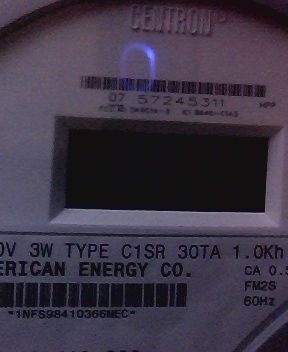 CENTRON
07 57245311
0V 3W TYPE C1SR 30TA 1.0Kh
ERICAN ENERGY CO.
CA 0.5
FM2S
*1NFS98410366MEC*
60Hz